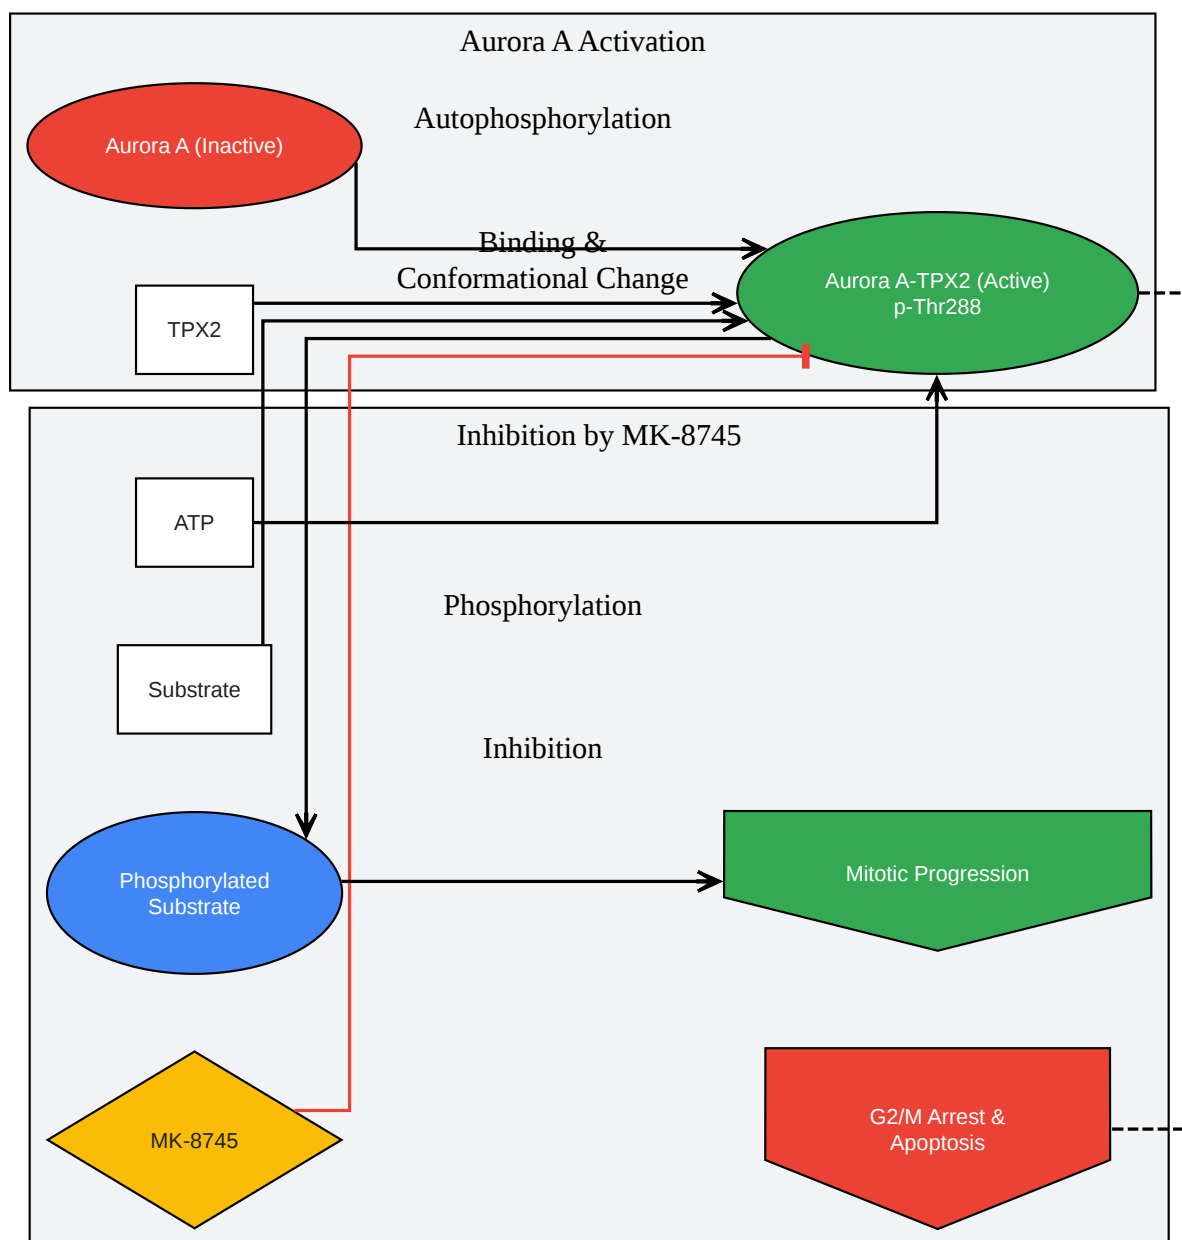 Aurora A Activation
Autophosphorylation
Aurora A (Inactive)
Binding &
Conformational Change
Aurora A-TPX2 (Active)
p-Thr288
TPX2
Inhibition by MK-8745
ATP
Phosphorylation
Substrate
Inhibition
Phosphorylated
Substrate
Mitotic Progression
MK-8745
G2/M Arrest &
Apoptosis